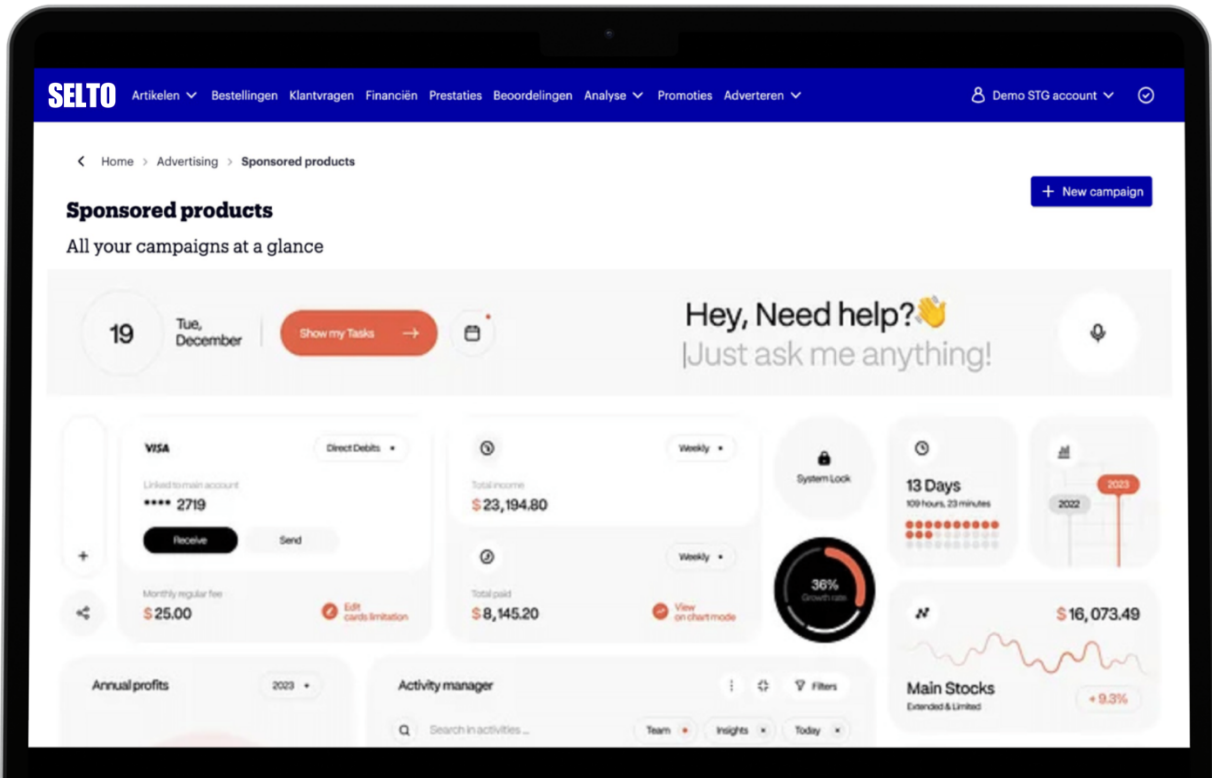 SELTO
Artikelen Bestellingen Klantvragen Financiën Prestaties Beoordelingen Analyse Promoties Adverteren Demo STG account
Home > Advertising > Sponsored products
+ New campaign
Sponsored products
All your campaigns at a glance
19
Tue,
December
Show my Tasks
Hey, Need help?👋
Just ask me anything!
VISA
Direct Debits
Linked to main account
**** 2719
Receive
Send
Monthly regular fee
$ 25.00
Edit
cards limitation
Weekly
Total income
$ 23,194.80
Weekly
Total paid
$ 8,145.20
View
on chart mode
System Lock
36%
Growth rate
13 Days
109 hours, 23 minutes
2023
2022
$ 16, 073.49
Main Stocks
Extended & Limited
+ 9.3%
Annual profits
2023
Activity manager
Filters
Search in activities ...
Team
Insights ×
Today ×